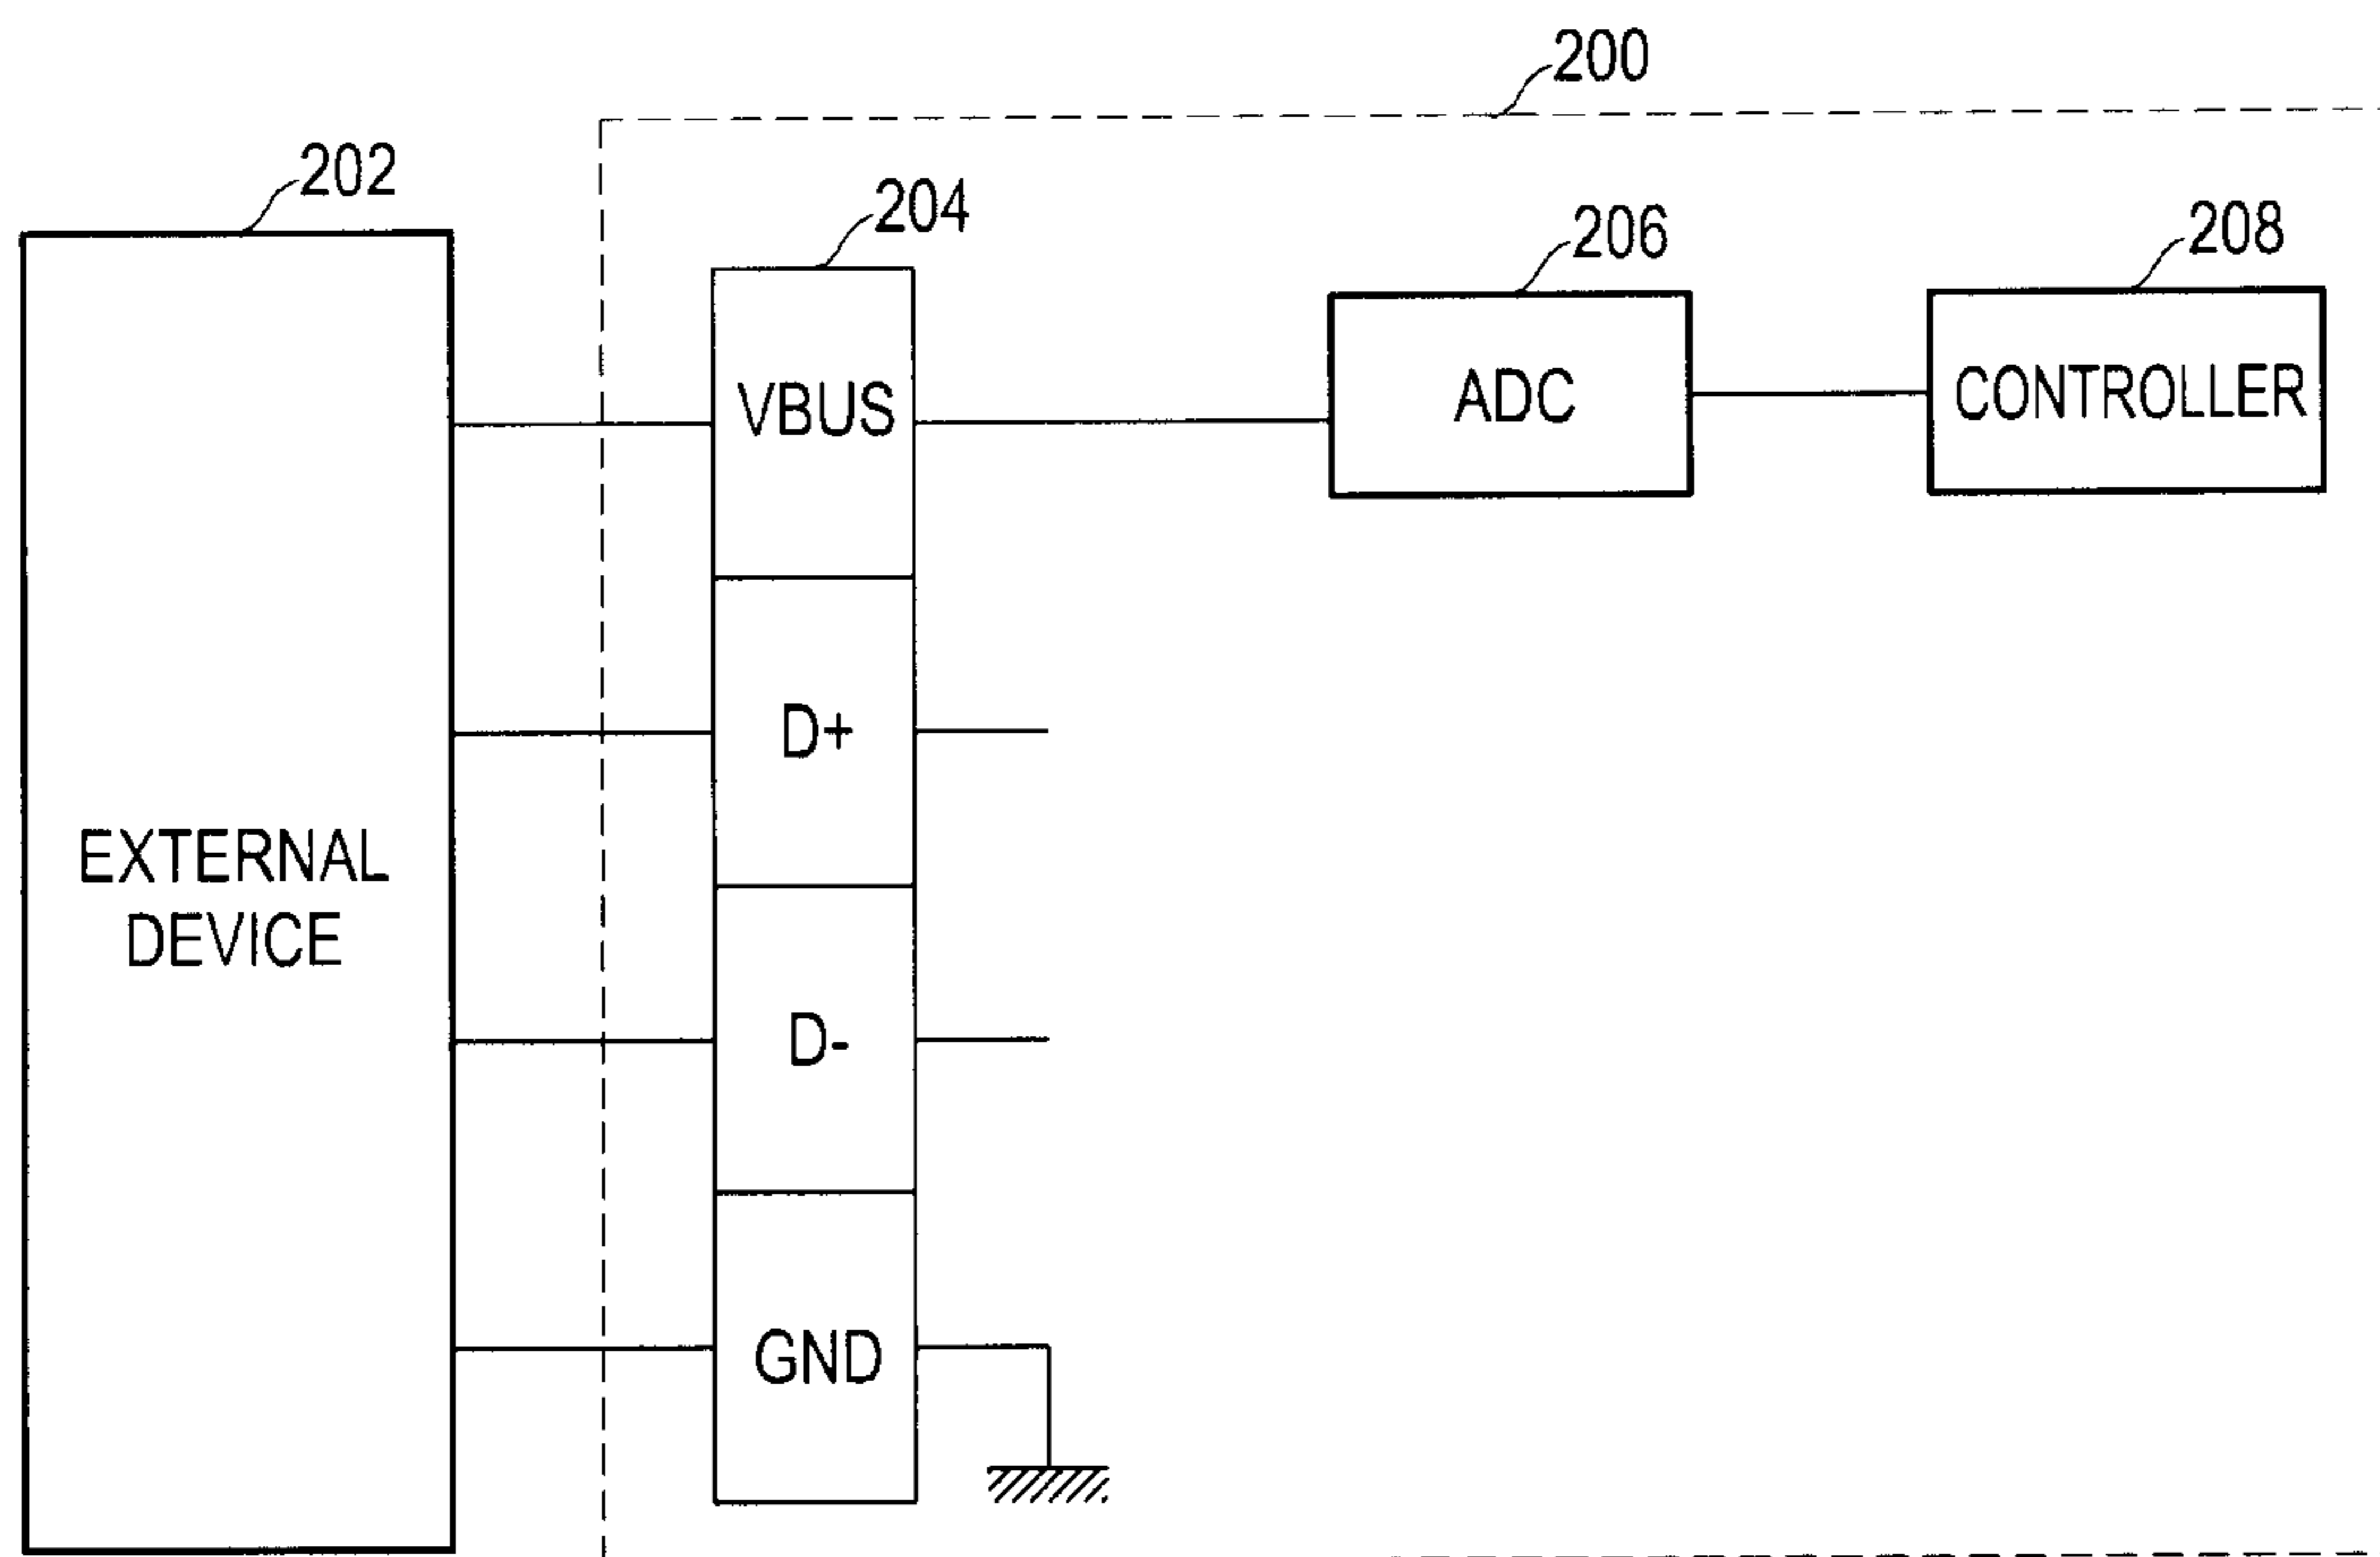 200
202
204
206
208
VBUS
ADC
CONTROLLER
D+
EXTERNAL
DEVICE
D-
GND